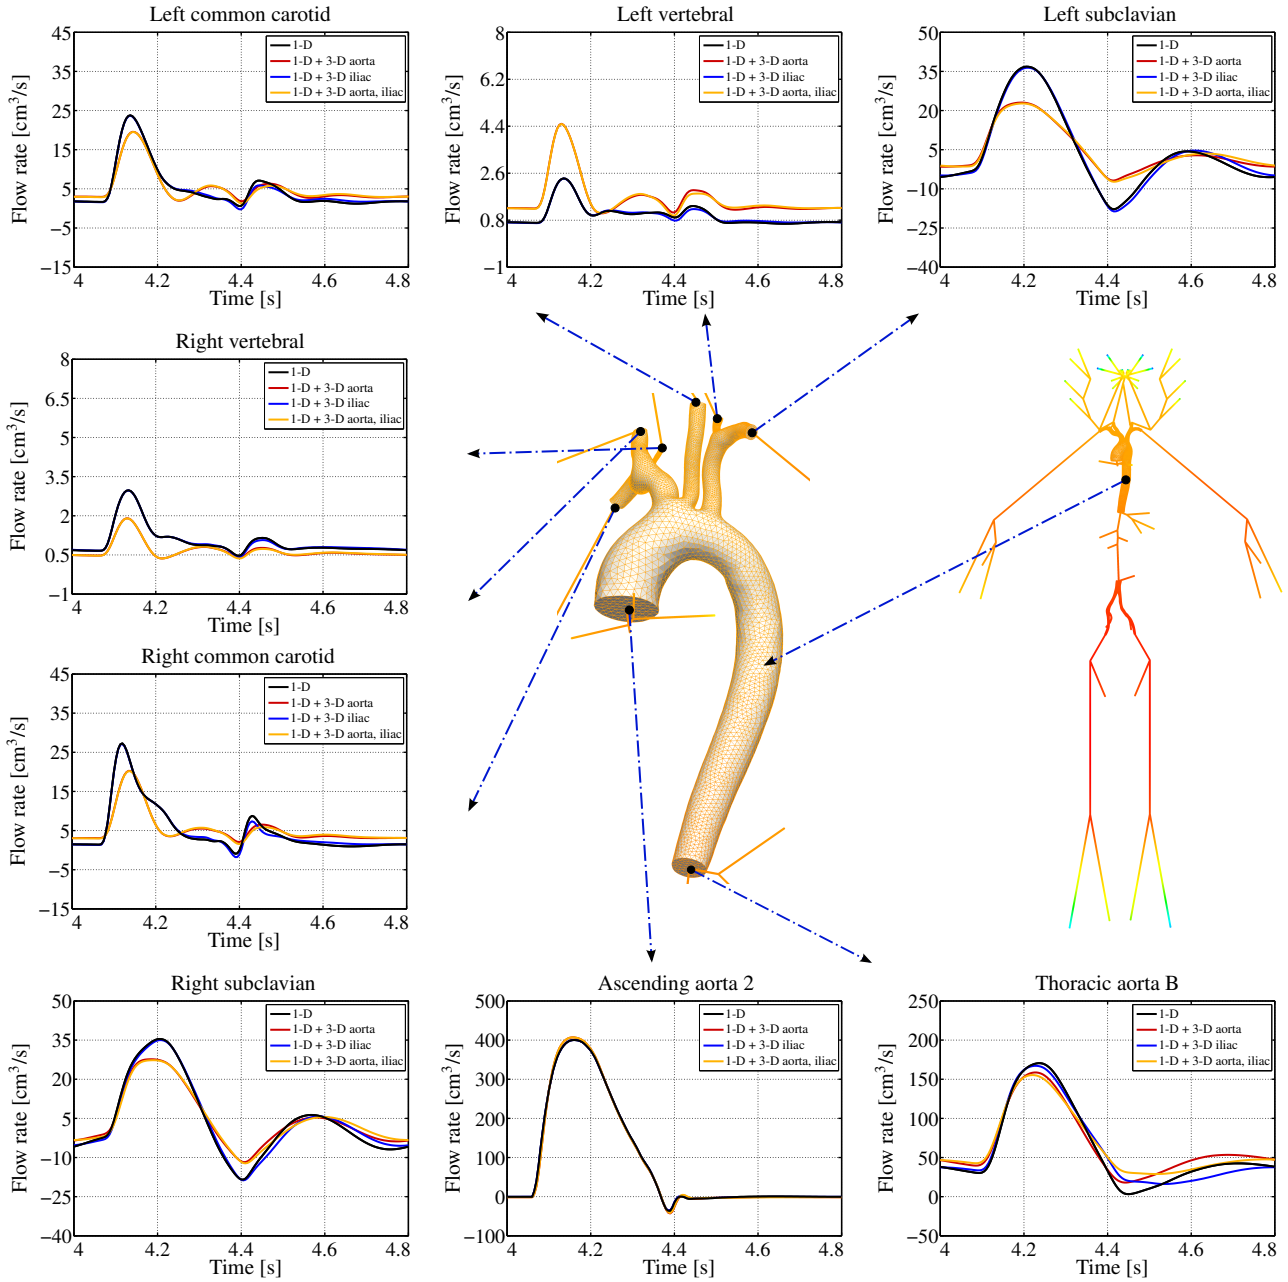 Left common carotid
Flow rate [cm³/s]
45
35
25
15
5
−5
−15
1-D
1-D + 3-D aorta
1-D + 3-D iliac
1-D + 3-D aorta, iliac
4 4.2 4.4 4.6 4.8
Time [s]
Left vertebral
Flow rate [cm³/s]
8
6.2
4.4
2.6
0.8
−1
1-D
1-D + 3-D aorta
1-D + 3-D iliac
1-D + 3-D aorta, iliac
4 4.2 4.4 4.6 4.8
Time [s]
Left subclavian
Flow rate [cm³/s]
50
35
20
5
−10
−25
−40
1-D
1-D + 3-D aorta
1-D + 3-D iliac
1-D + 3-D aorta, iliac
4 4.2 4.4 4.6 4.8
Time [s]
Right vertebral
Flow rate [cm³/s]
8
6.5
5
3.5
2
0.5
−1
1-D
1-D + 3-D aorta
1-D + 3-D iliac
1-D + 3-D aorta, iliac
4 4.2 4.4 4.6 4.8
Time [s]
Right common carotid
Flow rate [cm³/s]
45
35
25
15
5
−5
−15
1-D
1-D + 3-D aorta
1-D + 3-D iliac
1-D + 3-D aorta, iliac
4 4.2 4.4 4.6 4.8
Time [s]
Right subclavian
Flow rate [cm³/s]
50
35
20
5
−10
−25
−40
1-D
1-D + 3-D aorta
1-D + 3-D iliac
1-D + 3-D aorta, iliac
4 4.2 4.4 4.6 4.8
Time [s]
Ascending aorta 2
Flow rate [cm³/s]
500
400
300
200
100
0
−100
1-D
1-D + 3-D aorta
1-D + 3-D iliac
1-D + 3-D aorta, iliac
4 4.2 4.4 4.6 4.8
Time [s]
Thoracic aorta B
Flow rate [cm³/s]
250
200
150
100
50
0
50
1-D
1-D + 3-D aorta
1-D + 3-D iliac
1-D + 3-D aorta, iliac
4 4.2 4.4 4.6 4.8
Time [s]